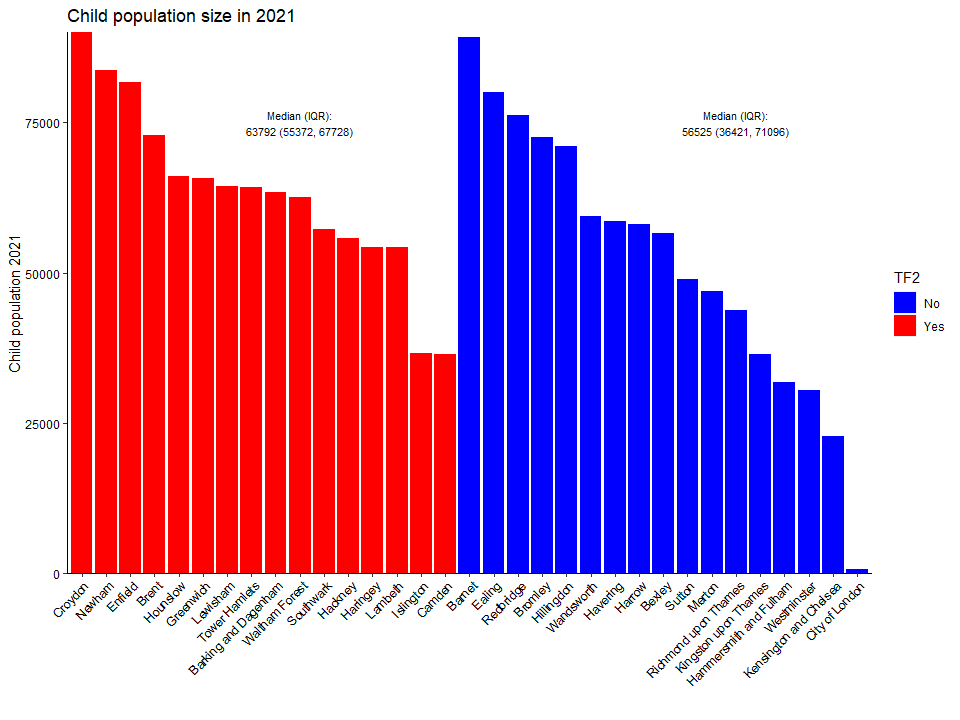 Child population size in 2021
Child population 2021
75000
50000
25000
0
Median (IQR):
63792 (55372, 67728)
Median (IQR):
56525 (36421, 71096)
Croydon
Newham
Enfield
Brent
Hounslow
Greenwich
Lewisham
Tower Hamlets
Barking and Dagenham
Waltham Forest
Southwark
Hackney
Haringey
Lambeth
Islington
Camden
Barnet
Ealing
Redbridge
Bromley
Hillingdon
Wandsworth
Havering
Harrow
Bexley
Sutton
Merton
Richmond upon Thames
Kingston upon Thames
Hammersmith and Fulham
Westminster
Kensington and Chelsea
City of London
TF2
No
Yes